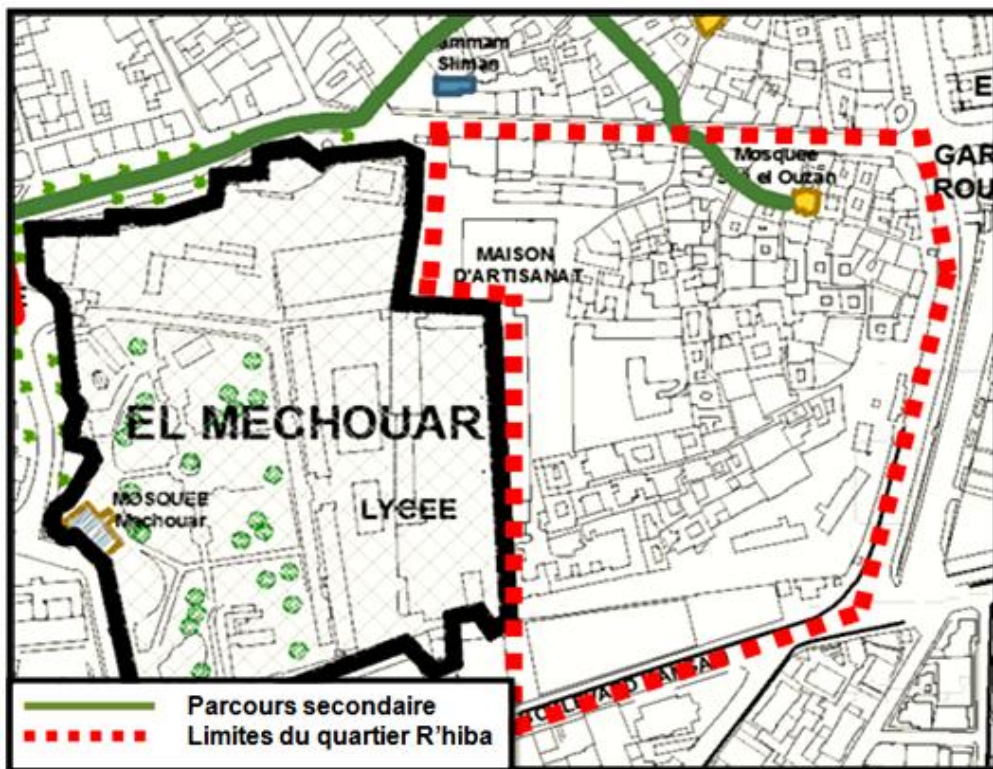 Sliman
E
GAR
ROU
Mosquee
el Ouzan
MAISON
D'ARTISANAT
EL MECHOUAR
MOSQUEE
Mechouar
LYCEE
Parcours secondaire
Limites du quartier R'hiba